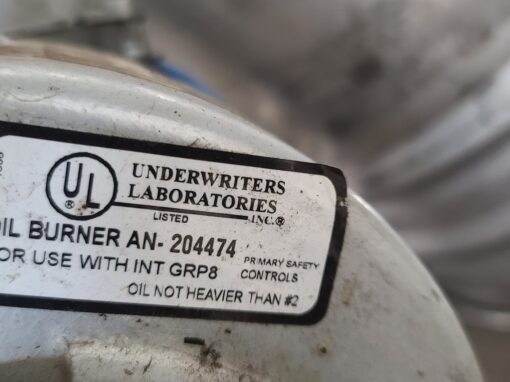 UL
®
UNDERWRITERS
LABORATORIES
LISTED INC.®
OIL BURNER AN- 204474
OR USE WITH INT GRP8 PRIMARY SAFETY
CONTROLS
OIL NOT HEAVIER THAN #2